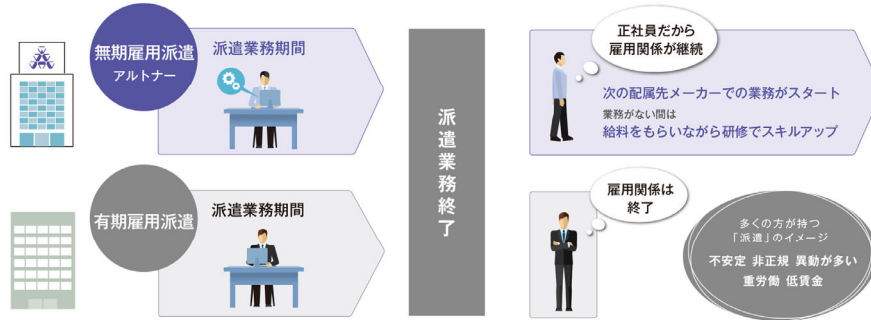 無期雇用派遣
アルトナー
派遣業務期間
派遣業務終了
正社員だから
雇用関係が継続
次の配属先メーカーでの業務がスタート
業務がない間は
給料をもらいながら研修でスキルアップ
有期雇用派遣
派遣業務期間
雇用関係は
終了
多くの方が持つ
「派遣」のイメージ
不安定 非正規 異動が多い
重労働 低賃金